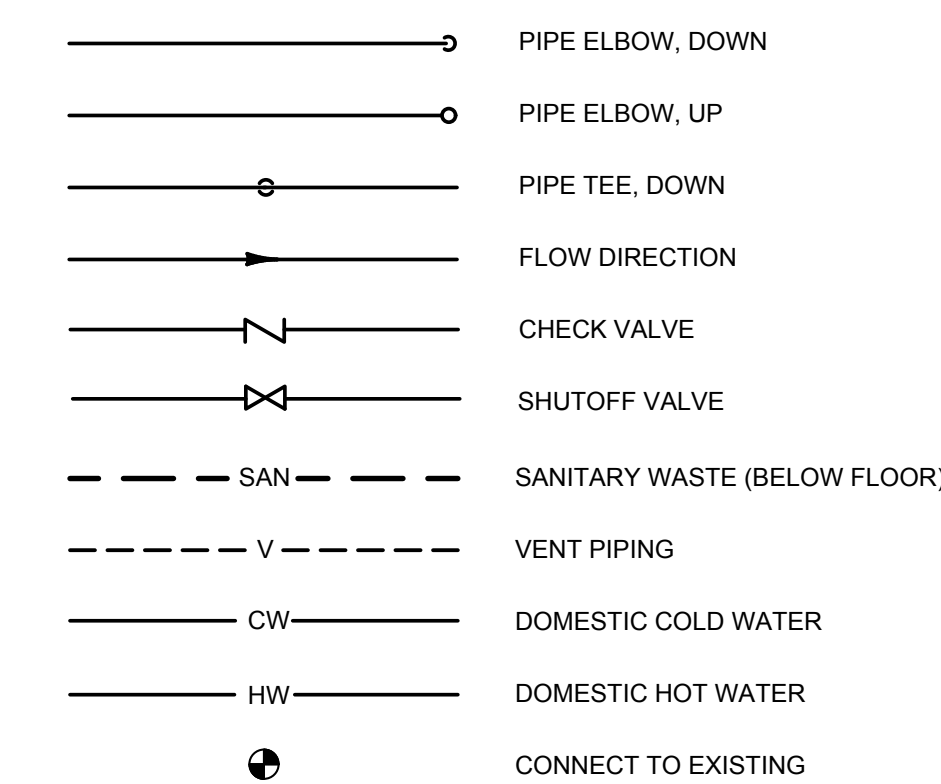 PIPE ELBOW, DOWN
PIPE ELBOW, UP
PIPE TEE, DOWN
FLOW DIRECTION
CHECK VALVE
SHUTOFF VALVE
SAN SANITARY WASTE (BELOW FLOOR)
V VENT PIPING
CW DOMESTIC COLD WATER
HW DOMESTIC HOT WATER
CONNECT TO EXISTING